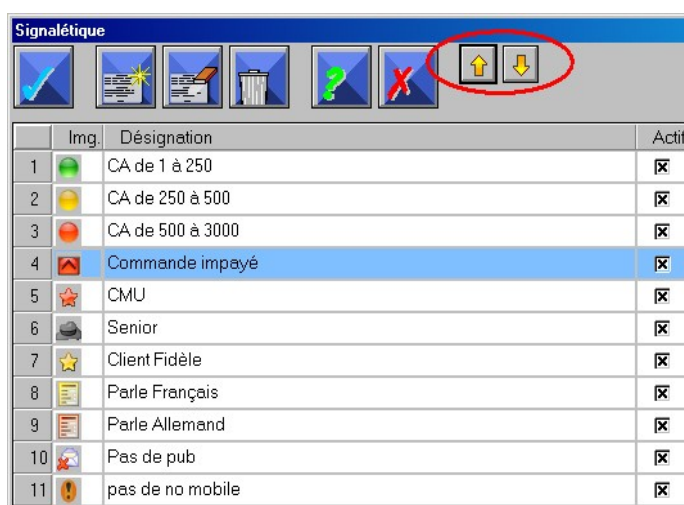 Signalétique
Img. Désignation Actif
1 CA de 1 à 250
2 CA de 250 à 500
3 CA de 500 à 3000
4 Commande impayé
5 CMU
6 Senior
7 Client Fidèle
8 Parle Français
9 Parle Allemand
10 Pas de pub
11 pas de no mobile